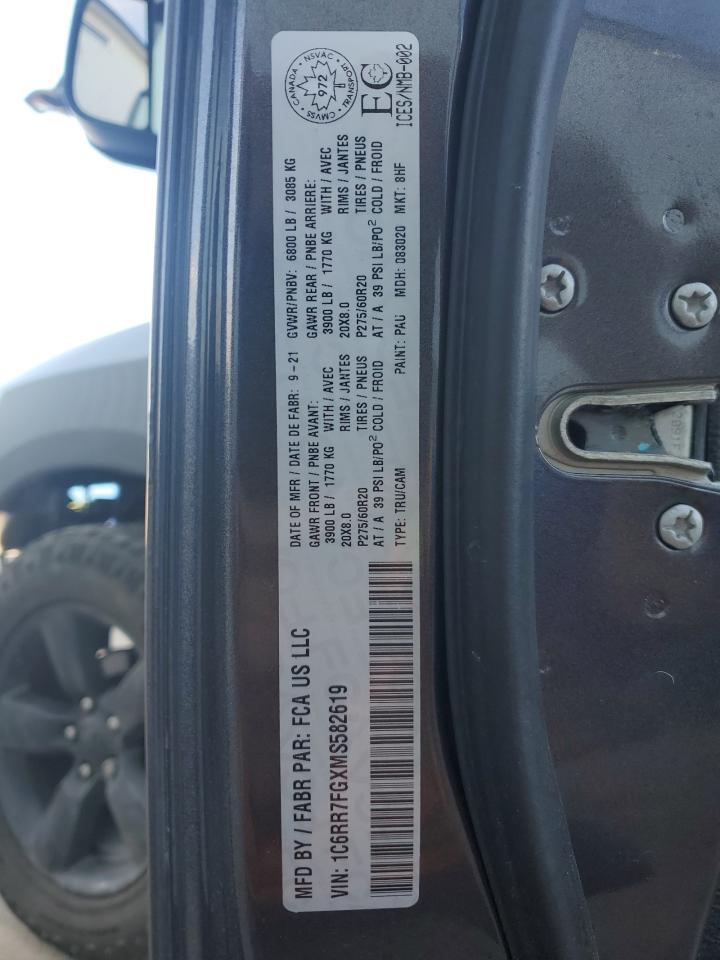 MFD BY / FABR PAR: FCA US LLC
VIN: 1C6RR7FGXMS582619
DATE OF MFR / DATE DE FABR: 9-21
GVWR/PNBV: 6800 LB / 3085 KG
GAWR FRONT / PNBE AVANT:
3900 LB / 1770 KG WITH / AVEC
20X8.0 RIMS / JANTES
P275/60R20 TIRES / PNEUS
AT / A 39 PSI LB/PO² COLD / FROID
GAWR REAR / PNBE ARRIERE:
3900 LB / 1770 KG WITH / AVEC
20X8.0 RIMS / JANTES
P275/60R20 TIRES / PNEUS
AT / A 39 PSI LB/PO² COLD / FROID
TYPE: TRU/CAM PAINT: PAU MDH: 083020 MKT: 8HF
CANADA • NSVAC • TRANSPORT • CMVSS •
972
EC
ICES/NMB-002